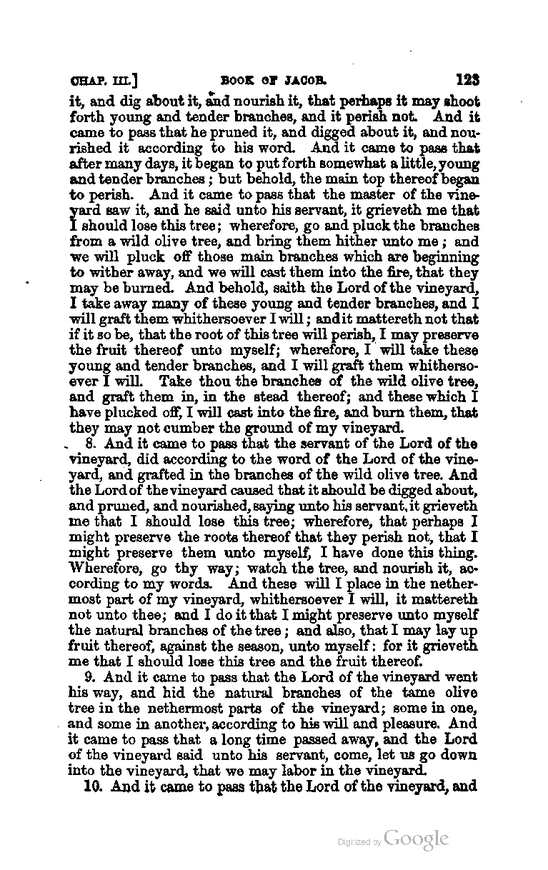 CHAP. III.] BOOK OF JACOB. 123
it, and dig about it, and nourish it, that perhaps it may shoot
forth young and tender branches, and it perish not. And it
came to pass that he pruned it, and digged about it, and nou-
rished it according to his word. And it came to pass that
after many days, it began to put forth somewhat a little, young
and tender branches; but behold, the main top thereof began
to perish. And it came to pass that the master of the vine-
yard saw it, and he said unto his servant, it grieveth me that
I should lose this tree; wherefore, go and pluck the branches
from a wild olive tree, and bring them hither unto me; and
we will pluck off those main branches which are beginning
to wither away, and we will cast them into the fire, that they
may be burned. And behold, saith the Lord of the vineyard,
I take away many of these young and tender branches, and I
will graft them whithersoever I will; and it mattereth not that
if it so be, that the root of this tree will perish, I may preserve
the fruit thereof unto myself; wherefore, I will take these
young and tender branches, and I will graft them whitherso-
ever I will. Take thou the branches of the wild olive tree,
and graft them in, in the stead thereof; and these which I
have plucked off, I will cast into the fire, and burn them, that
they may not cumber the ground of my vineyard.
8. And it came to pass that the servant of the Lord of the
vineyard, did according to the word of the Lord of the vine-
yard, and grafted in the branches of the wild olive tree. And
the Lord of the vineyard caused that it should be digged about,
and pruned, and nourished, saying unto his servant, it grieveth
me that I should lose this tree; wherefore, that perhaps I
might preserve the roots thereof that they perish not, that I
might preserve them unto myself, I have done this thing.
Wherefore, go thy way; watch the tree, and nourish it, ac-
cording to my words. And these will I place in the nether-
most part of my vineyard, whithersoever I will, it mattereth
not unto thee; and I do it that I might preserve unto myself
the natural branches of the tree; and also, that I may lay up
fruit thereof, against the season, unto myself: for it grieveth
me that I should lose this tree and the fruit thereof.
9. And it came to pass that the Lord of the vineyard went
his way, and hid the natural branches of the tame olive
tree in the nethermost parts of the vineyard; some in one,
and some in another, according to his will and pleasure. And
it came to pass that a long time passed away, and the Lord
of the vineyard said unto his servant, come, let us go down
into the vineyard, that we may labor in the vineyard.
10. And it came to pass that the Lord of the vineyard, and
Digitized by Google